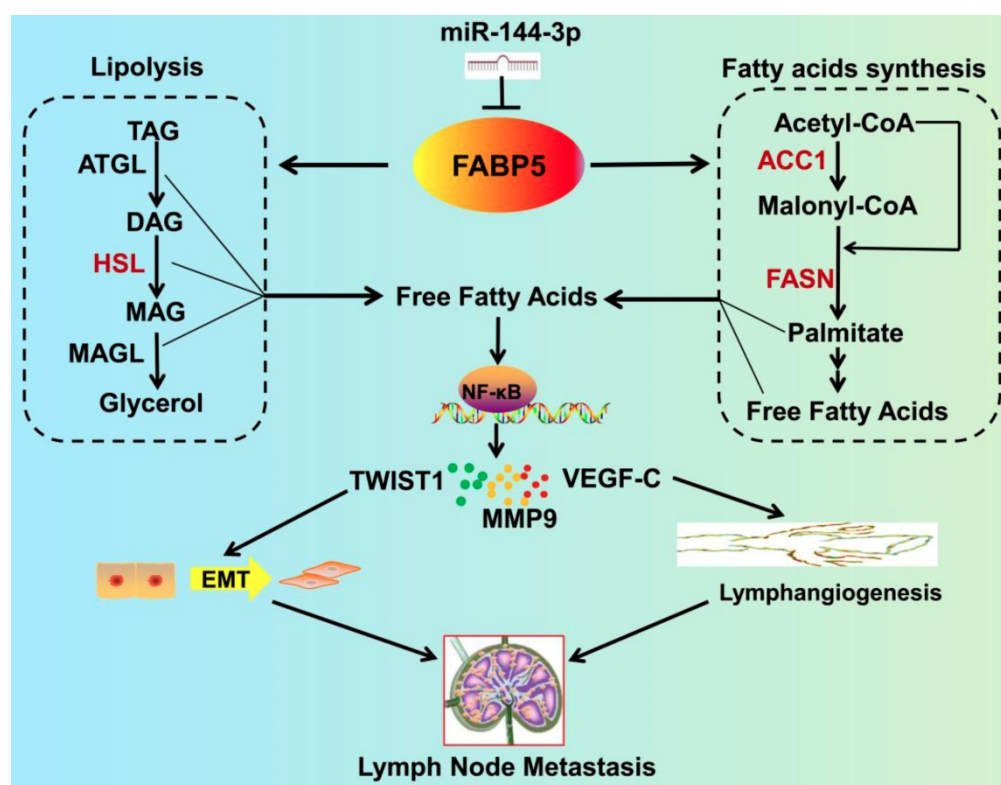 miR-144-3p
Lipolysis
Fatty acids synthesis
FABP5
TAG
ATGL
DAG
HSL
MAG
MAGL
Glycerol
Acetyl-CoA
ACC1
Malonyl-CoA
FASN
Palmitate
Free Fatty Acids
Free Fatty Acids
NF-κB
TWIST1
MMP9
VEGF-C
EMT
Lymphangiogenesis
Lymph Node Metastasis